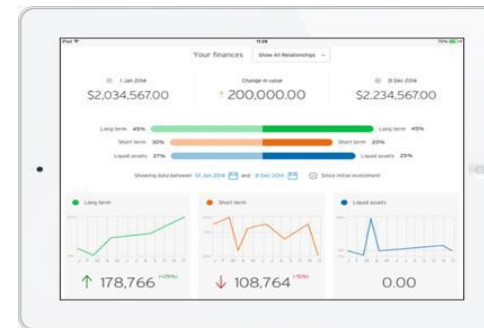 iPad 11:29 75%
Your finances Show All Relationships
1 Jan 2014 Change in value 31 Dec 2014
$2,034,567.00 ↑ 200,000.00 $2,234,567.00
Long term 45% Long term 45%
Short term 30% Short term 20%
Liquid assets 27% Liquid assets 25%
Showing data between 01 Jan 2014 and 31 Dec 2014 Since initial investment
Long term Short term Liquid assets
J F M A M J J A S O N D J F M A M J J A S O N D J F M A M J J A S O N D
↑ 178,766 ↓ 108,764 0.00